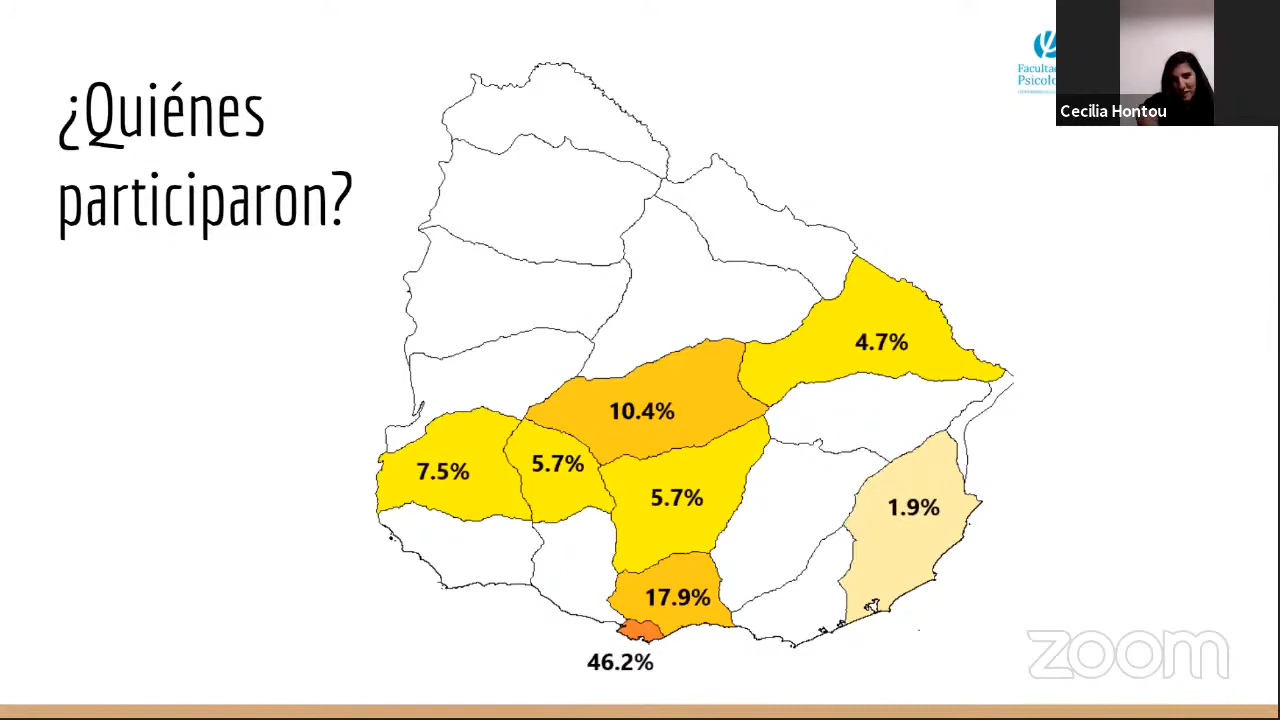 ¿Quiénes
participaron?
Cecilia Hontou
4.7%
10.4%
7.5%
5.7%
5.7%
1.9%
17.9%
46.2%
zoom